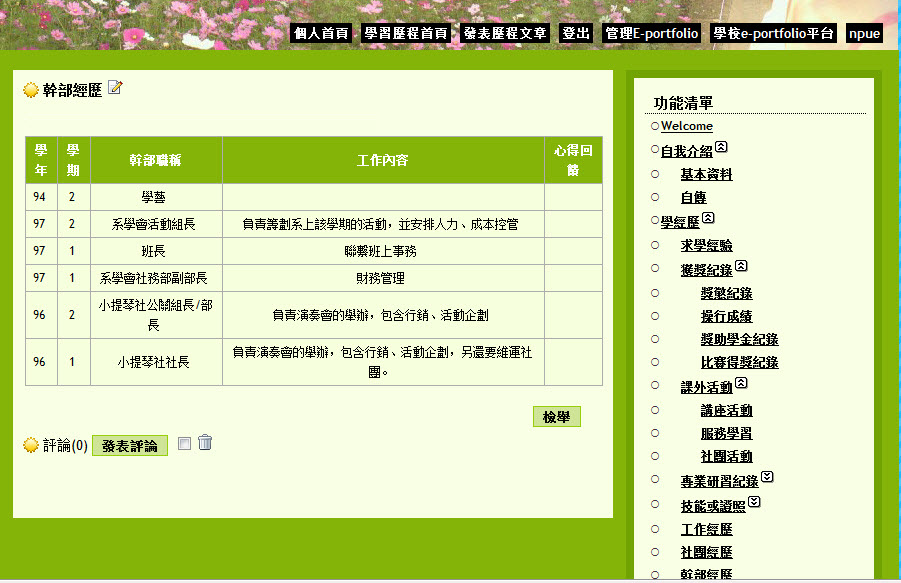 個人首頁 學習歷程首頁 發表歷程文章 登出 管理E-portfolio 學校e-portfolio平台 npue
幹部經歷
學年 學期 幹部職稱 工作內容 心得回饋
94 2 學藝
97 2 系學會活動組長 負責籌劃系上該學期的活動，並安排人力、成本控管
97 1 班長 聯繫班上事務
97 1 系學會社務部副部長 財務管理
96 2 小提琴社公關組長/部長 負責演奏會的舉辦，包含行銷、活動企劃
96 1 小提琴社社長 負責演奏會的舉辦，包含行銷、活動企劃，另還要維運社團。
檢舉
評論(0) 發表評論
功能清單
Welcome
自我介紹
基本資料
自傳
學經歷
求學經驗
獲獎紀錄
獎懲紀錄
操行成績
獎助學金紀錄
比賽得獎紀錄
課外活動
講座活動
服務學習
社團活動
專業研習紀錄
技能或證照
工作經歷
社團經歷
幹部經歷